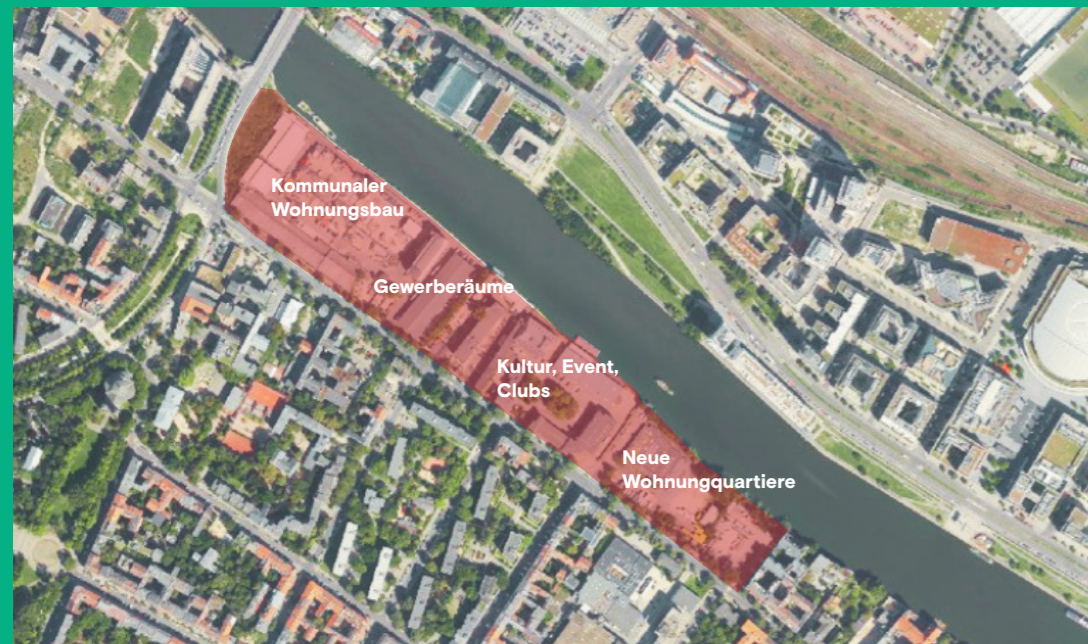 Kommunaler
Wohnungsbau
Gewerberäume
Kultur, Event,
Clubs
Neue
Wohnungquartiere